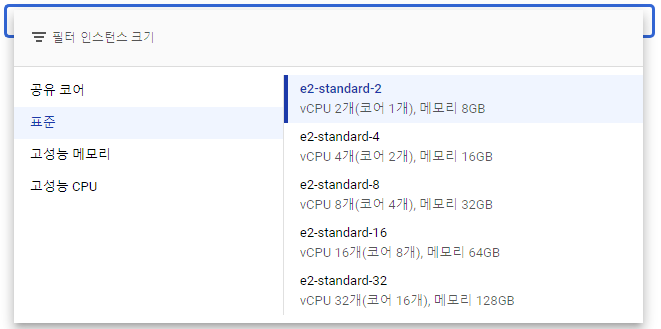 필터 인스턴스 크기
공유 코어
표준
고성능 메모리
고성능 CPU
e2-standard-2
vCPU 2개(코어 1개), 메모리 8GB
e2-standard-4
vCPU 4개(코어 2개), 메모리 16GB
e2-standard-8
vCPU 8개(코어 4개), 메모리 32GB
e2-standard-16
vCPU 16개(코어 8개), 메모리 64GB
e2-standard-32
vCPU 32개(코어 16개), 메모리 128GB